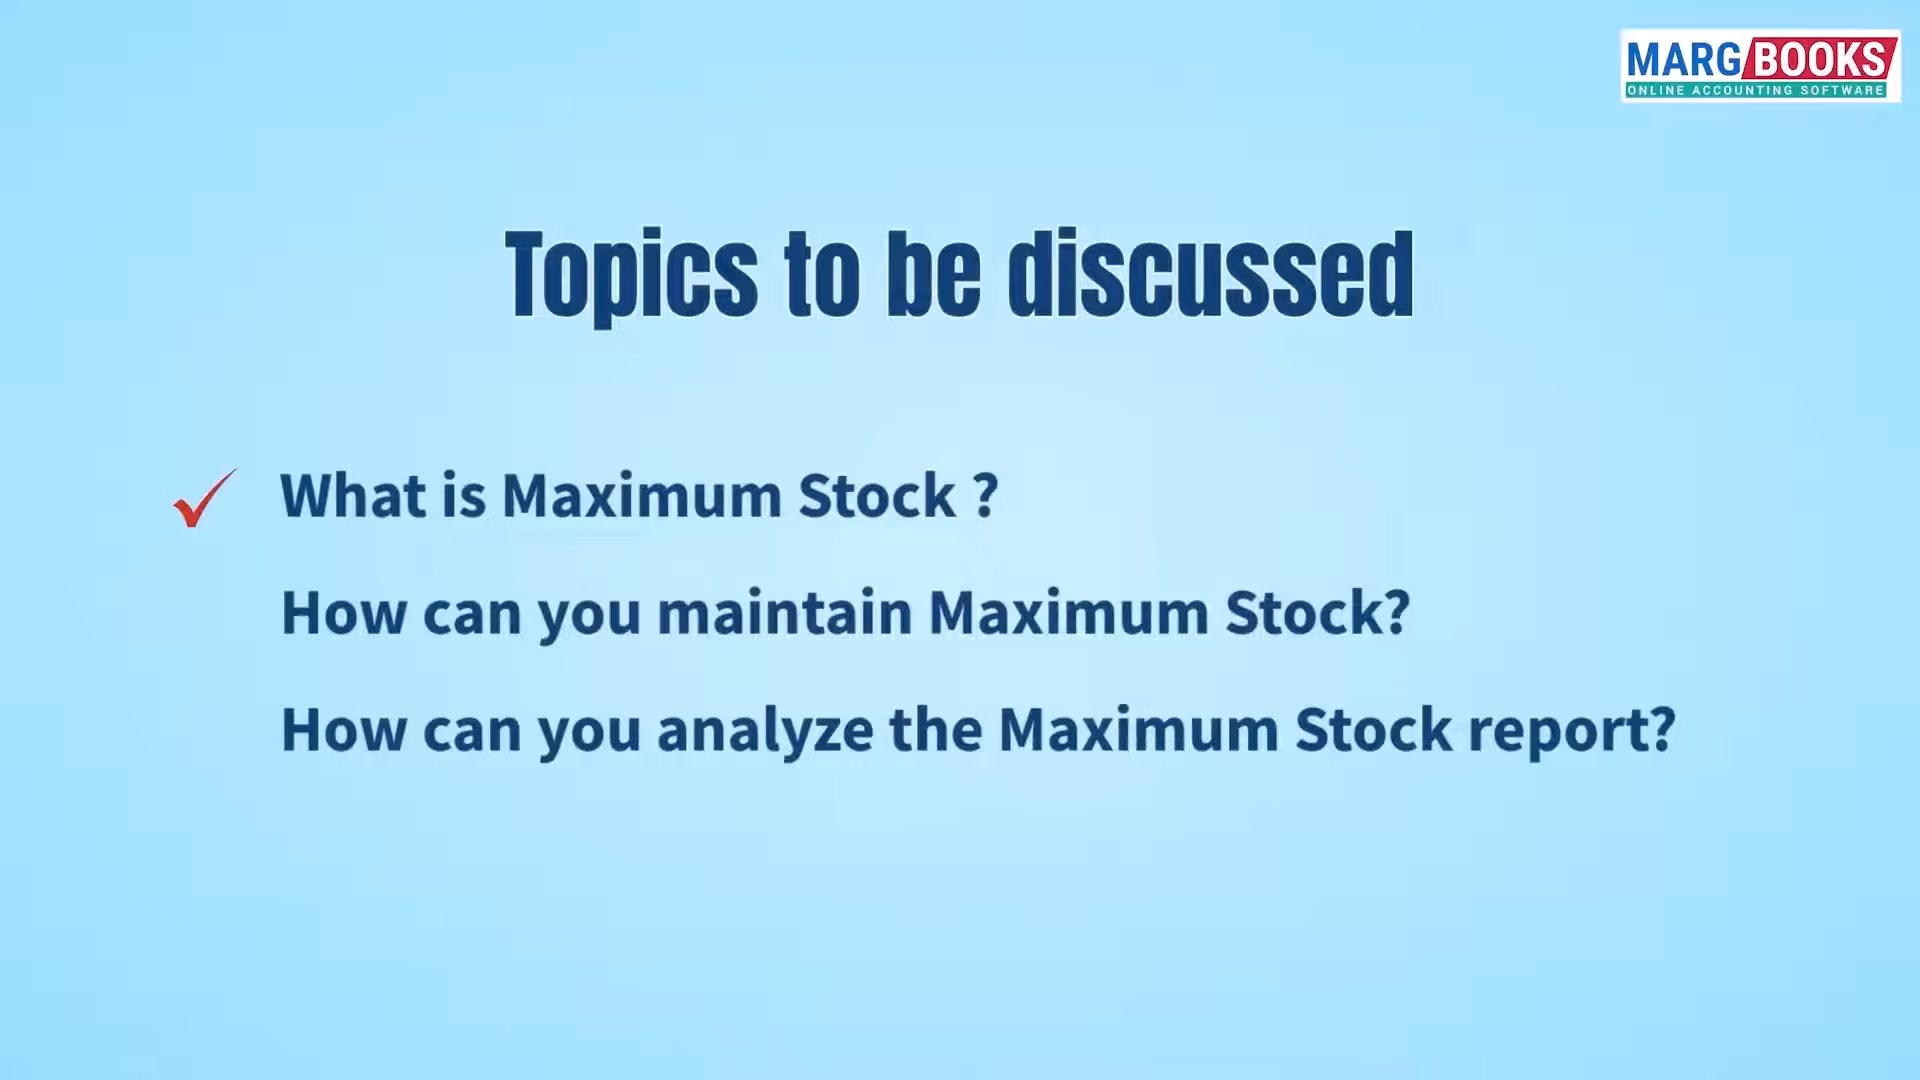 MARG BOOKS
ONLINE ACCOUNTING SOFTWARE
Topics to be discussed
What is Maximum Stock ?
How can you maintain Maximum Stock?
How can you analyze the Maximum Stock report?